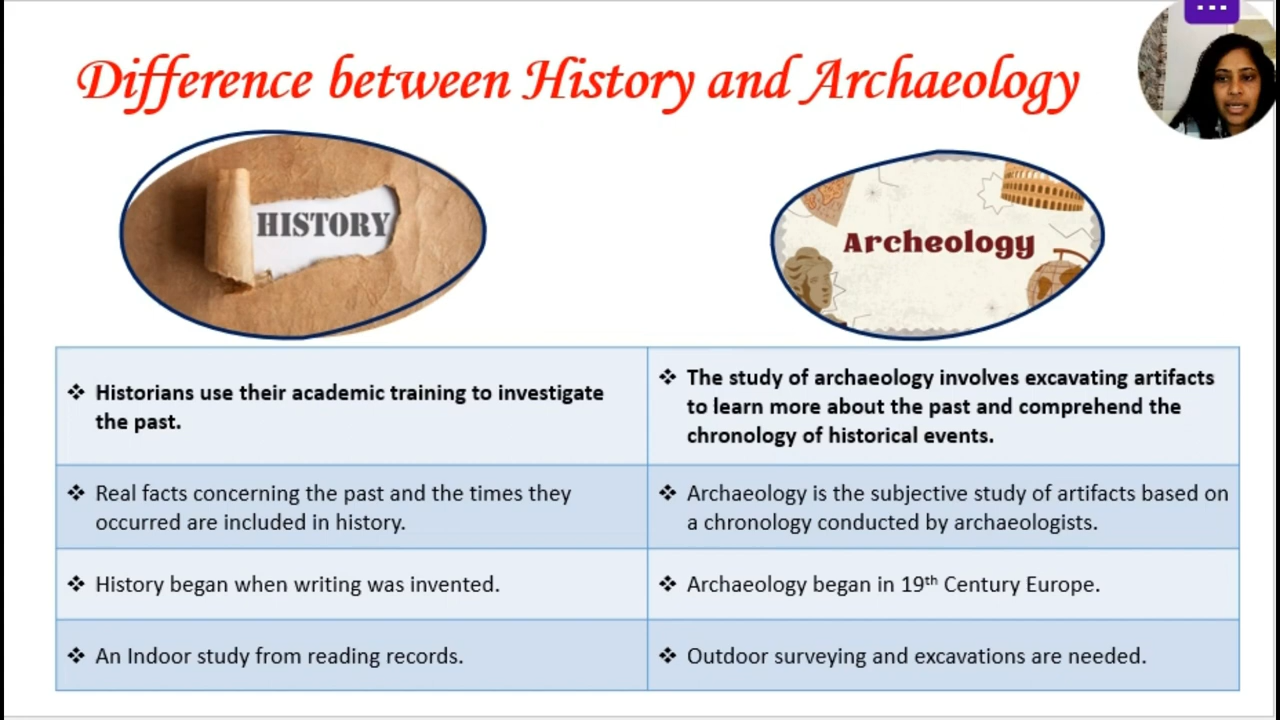 Difference between History and Archaeology
HISTORY
Archeology
❖ Historians use their academic training to investigate
the past.
❖ The study of archaeology involves excavating artifacts
to learn more about the past and comprehend the
chronology of historical events.
❖ Real facts concerning the past and the times they
occurred are included in history.
❖ Archaeology is the subjective study of artifacts based on
a chronology conducted by archaeologists.
❖ History began when writing was invented.
❖ Archaeology began in 19th Century Europe.
❖ An Indoor study from reading records.
❖ Outdoor surveying and excavations are needed.